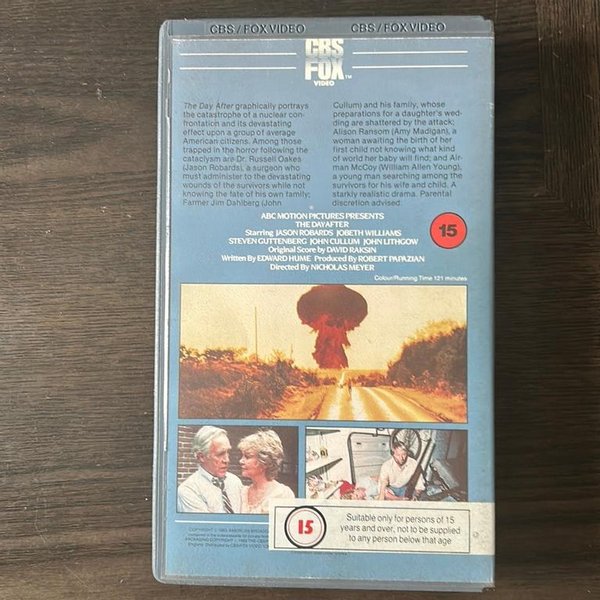 CBS / FOX VIDEO CBS / FOX VIDEO
CBS
FOX™
VIDEO
The Day After graphically portrays
the catastrophe of a nuclear con-
frontation and its devastating
effect upon a group of average
American citizens. Among those
trapped in the horror following the
cataclysm are Dr. Russell Oakes
(Jason Robards), a surgeon who
must administer to the devastating
wounds of the survivors while not
knowing the fate of his own family;
Farmer Jim Dahlberg (John
Cullum) and his family, whose
preparations for a daughter's wed-
ding are shattered by the attack;
Alison Ransom (Amy Madigan), a
woman awaiting the birth of her
first child not knowing what kind
of world her baby will find; and Air-
man McCoy (William Allen Young),
a young man searching among the
survivors for his wife and child. A
starkly realistic drama. Parental
discretion advised.
ABC MOTION PICTURES PRESENTS
THE DAY AFTER
Starring JASON ROBARDS JOBETH WILLIAMS
STEVEN GUTTENBERG JOHN CULLUM JOHN LITHGOW
Original Score by DAVID RAKSIN
Written By EDWARD HUME Produced By ROBERT PAPAZIAN
Directed By NICHOLAS MEYER
15
Colour/Running Time 121 minutes
15
Suitable only for persons of 15
years and over, not to be supplied
to any person below that age
COPYRIGHT